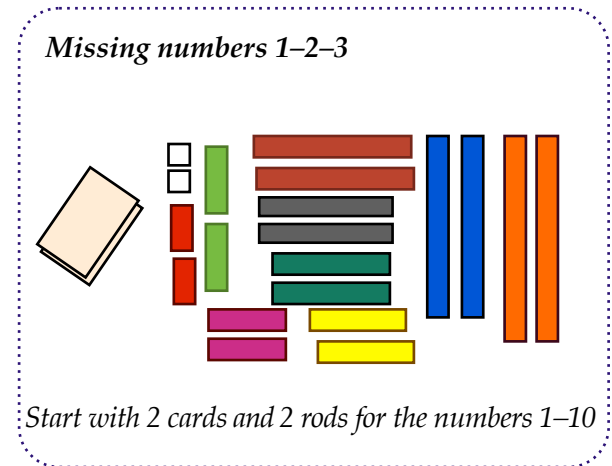 Missing numbers 1–2–3
Start with 2 cards and 2 rods for the numbers 1–10